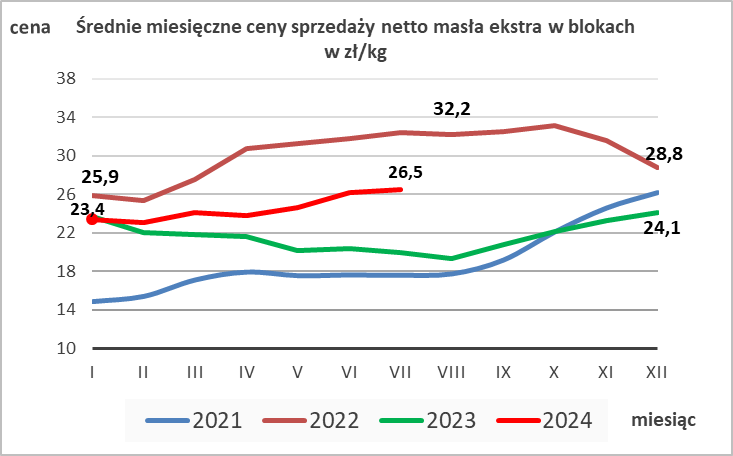 cena
Średnie miesięczne ceny sprzedaży netto masła ekstra w blokach
w zł/kg
38
34
30
26
22
18
14
10
25,9
23,4
32,2
26,5
28,8
24,1
I II III IV V VI VII VIII IX X XI XII
2021 2022 2023 2024
miesiąc